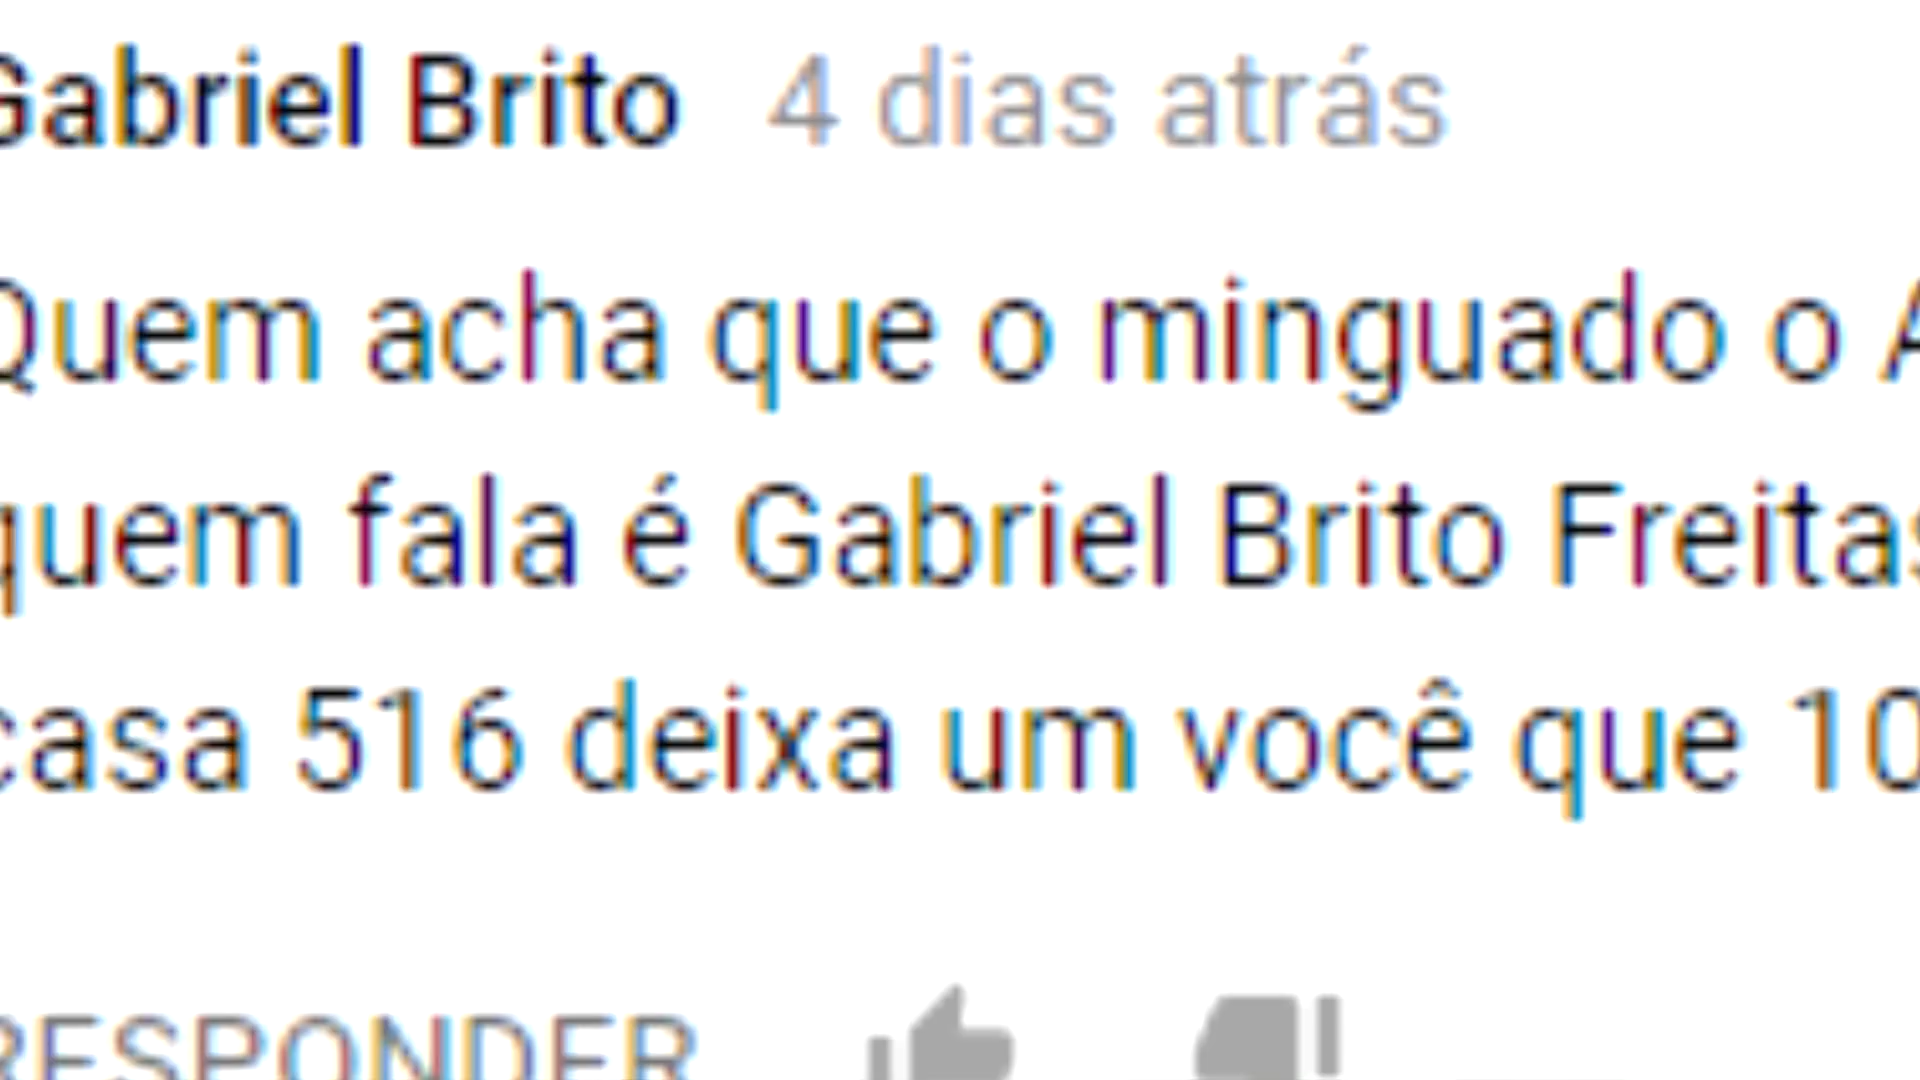 Gabriel Brito 4 dias atrás
Quem acha que o minguado o A
quem fala é Gabriel Brito Freitas
casa 516 deixa um você que 10
RESPONDER